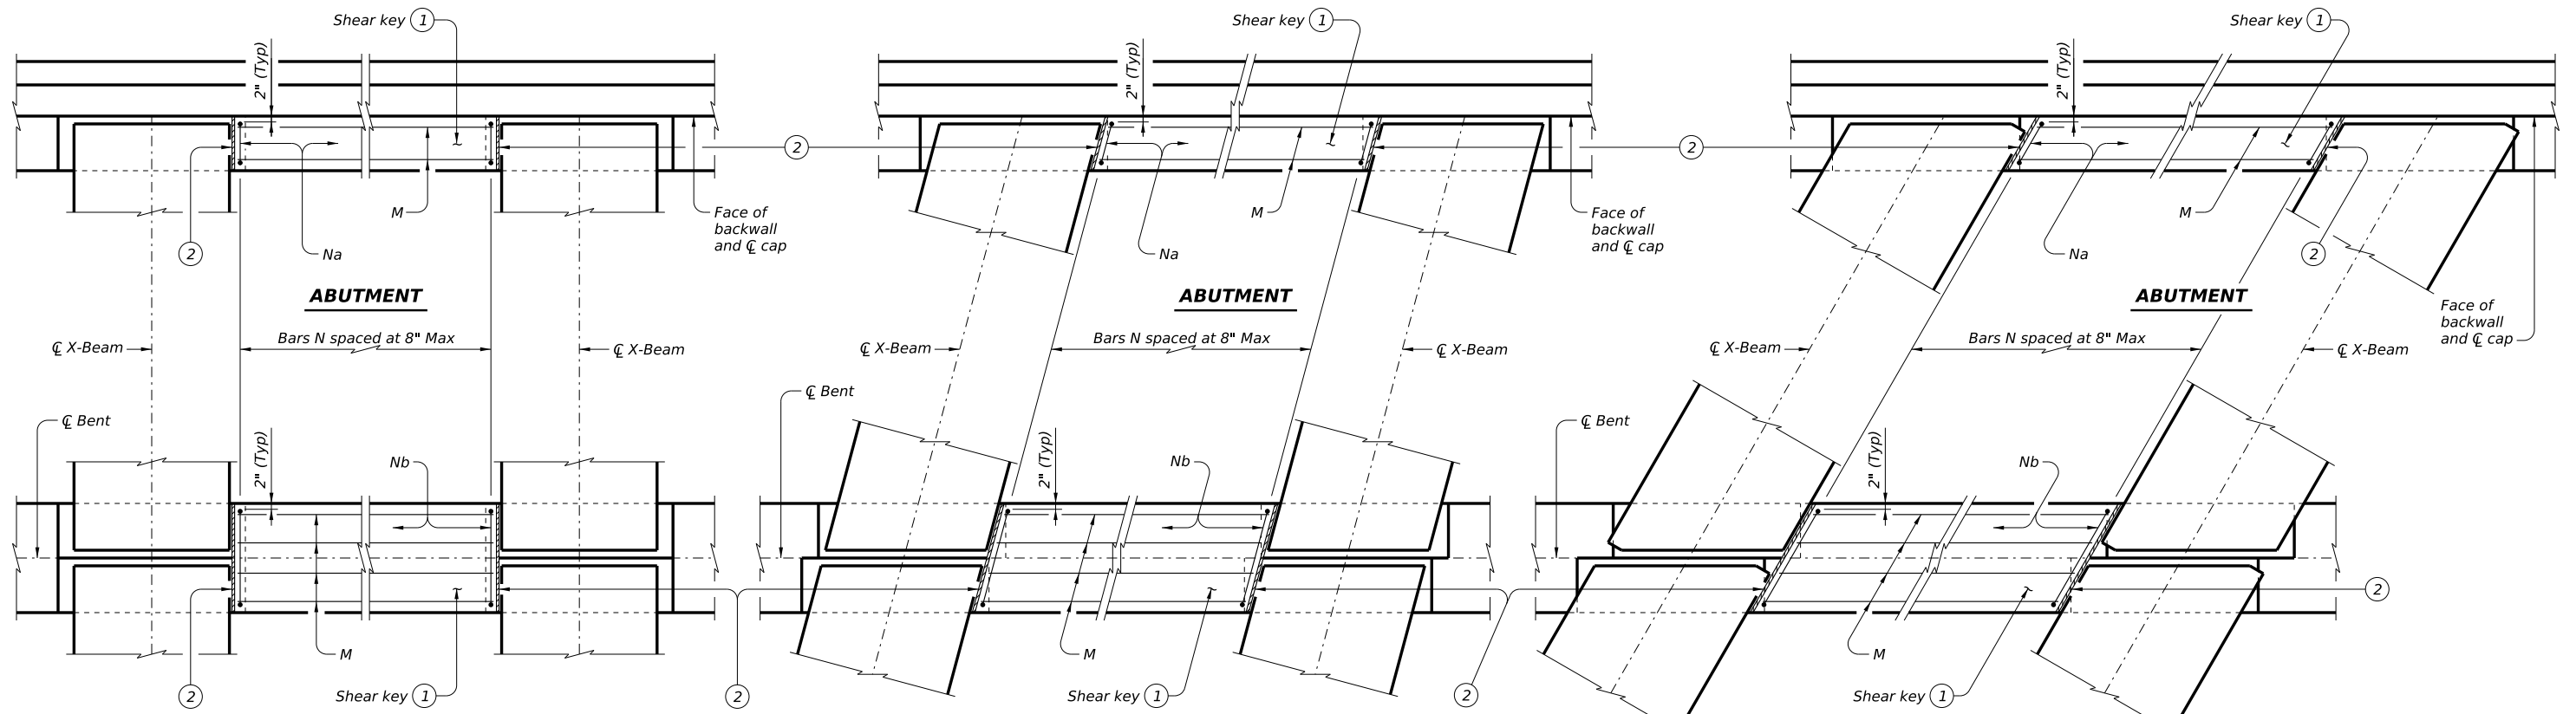 Shear key 1
Shear key 1
Shear key 1
2" (Typ)
2" (Typ)
2" (Typ)
2
2
M
M
M
Face of
backwall
and ℄ cap
Face of
backwall
and ℄ cap
2
Na
Na
Na
2
ABUTMENT
ABUTMENT
ABUTMENT
Face of
backwall
and ℄ cap
Bars N spaced at 8" Max
Bars N spaced at 8" Max
Bars N spaced at 8" Max
℄ X-Beam
℄ X-Beam
℄ X-Beam
℄ X-Beam
℄ X-Beam
℄ X-Beam
℄ Bent
℄ Bent
℄ Bent
2" (Typ)
Nb
2" (Typ)
Nb
2" (Typ)
Nb
2
M
M
M
2
Shear key 1
2
Shear key 1
2
Shear key 1